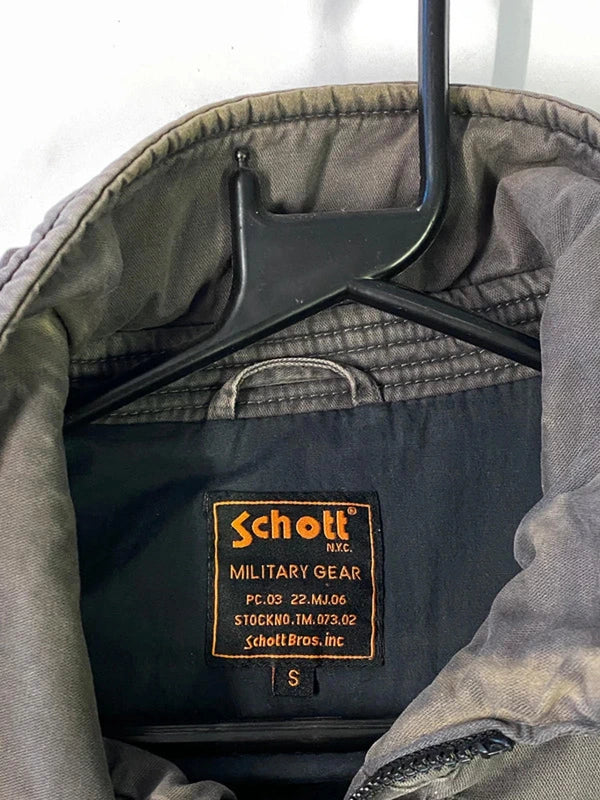 Schott®
N.Y.C.
MILITARY GEAR
PC.03 22.MJ.06
STOCKNO.TM.073.02
Schott Bros. inc
S